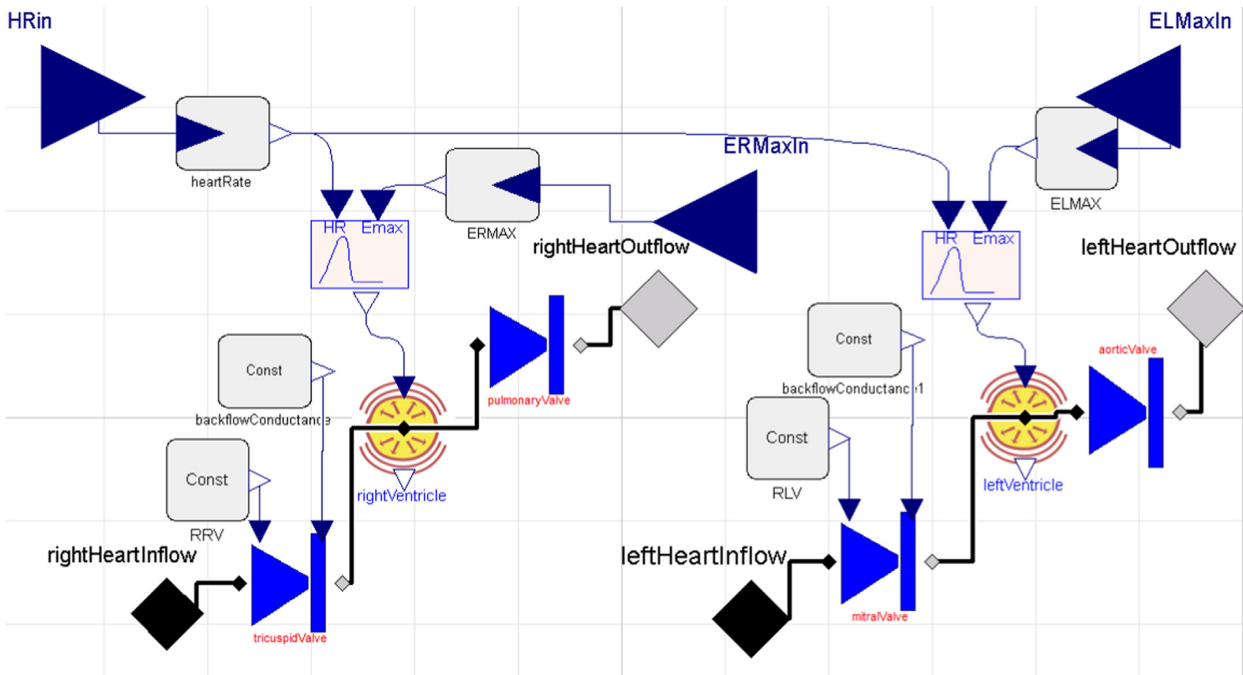 HRin
ELMaxIn
ERMaxIn
heartRate
ERMAX
ELMAX
HR Emax
HR Emax
rightHeartOutflow
leftHeartOutflow
Const
backflowConductance
Const
backflowConductance1
pulmonaryValve
aorticValve
Const
RRV
rightVentricle
Const
RLV
leftVentricle
rightHeartInflow
leftHeartInflow
tricuspidValve
mitralValve